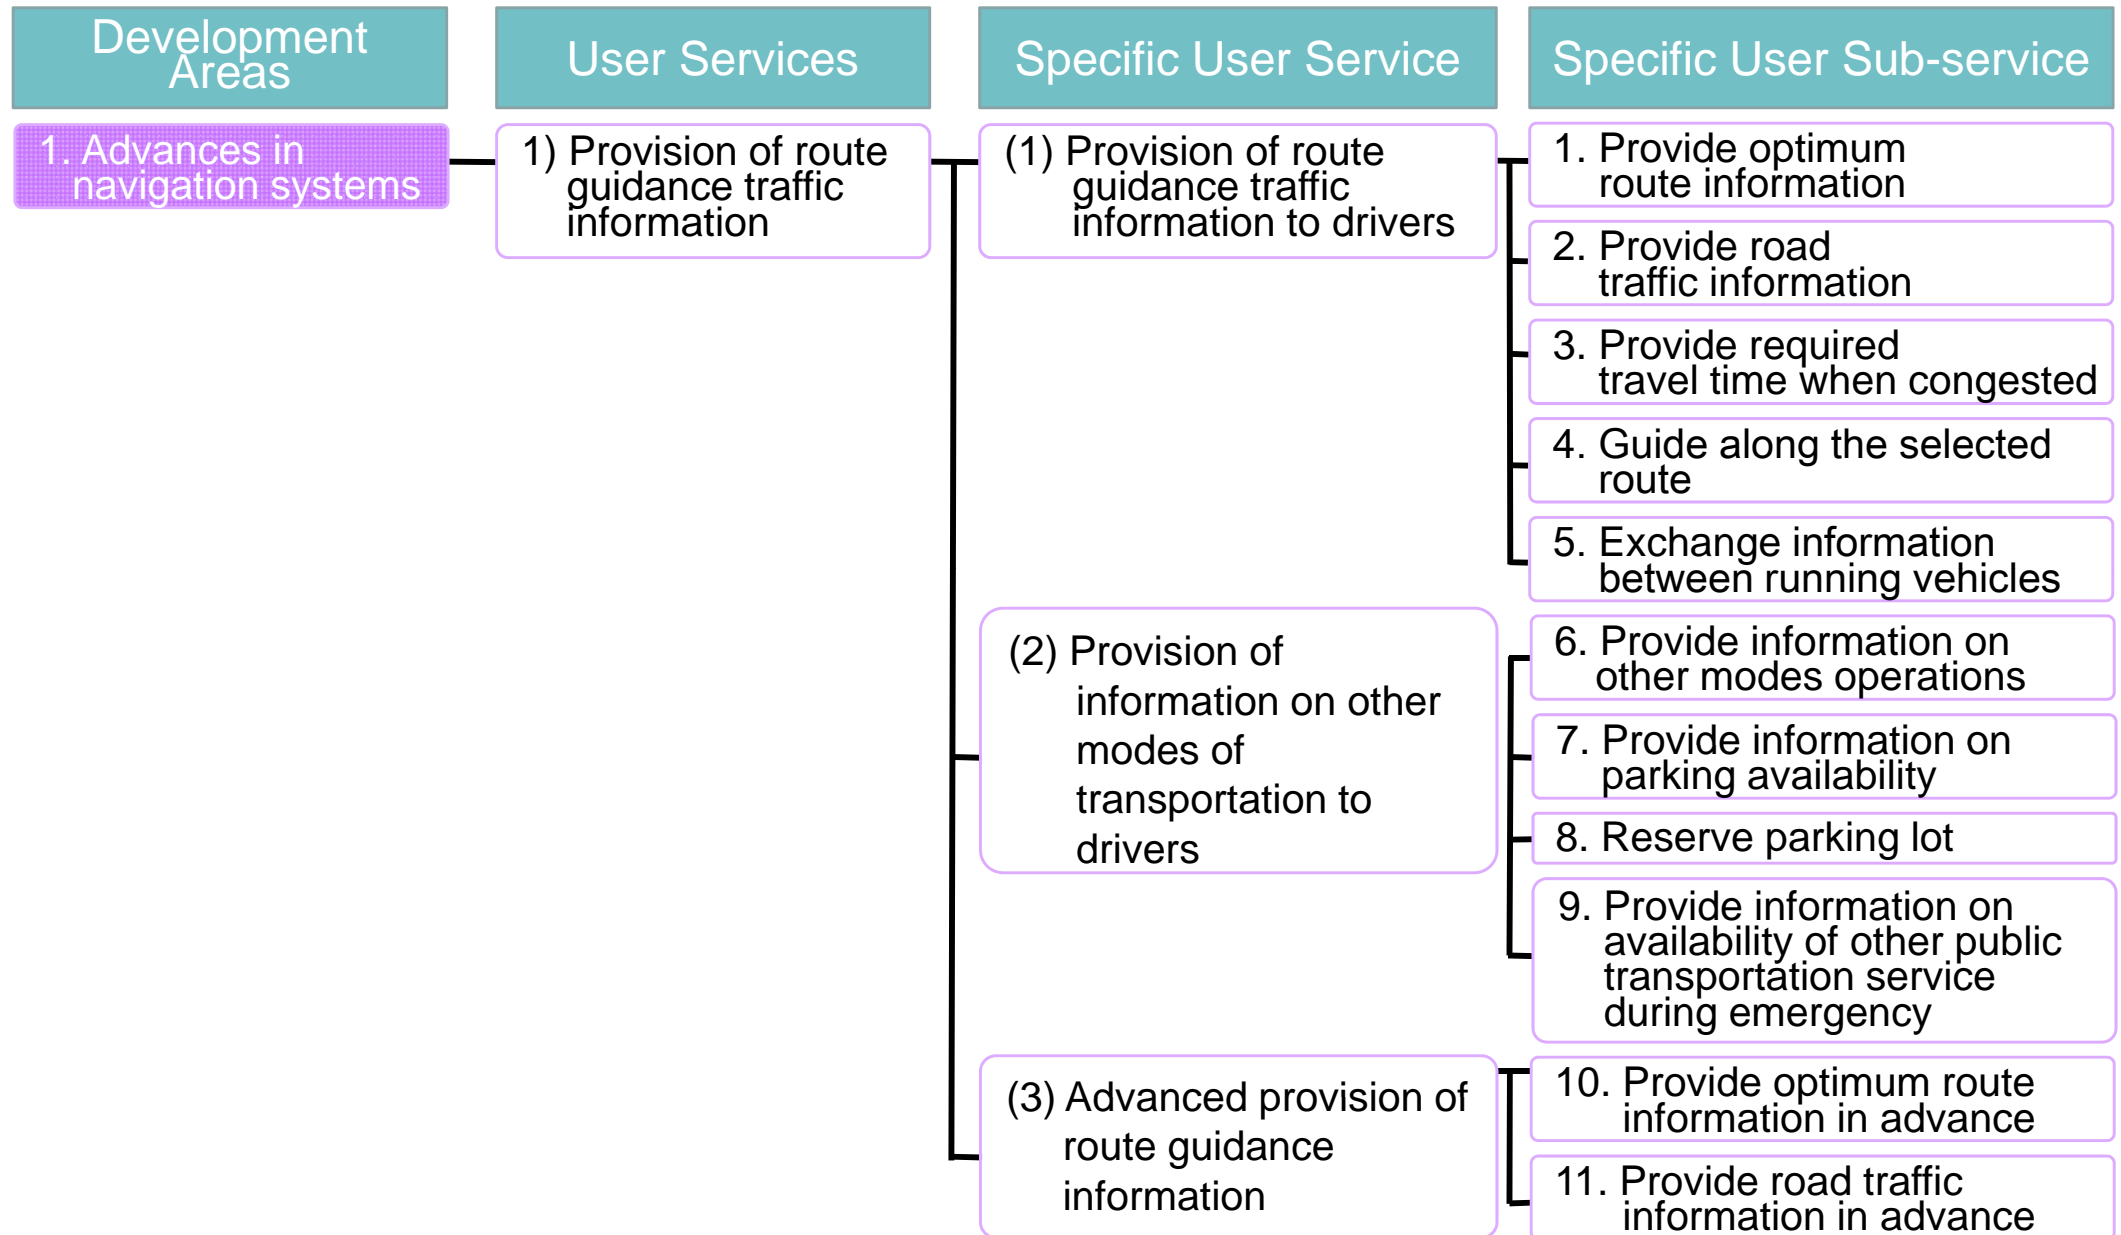 Development
Areas
User Services
Specific User Service
Specific User Sub-service
1. Advances in
navigation systems
1) Provision of route
guidance traffic
information
(1) Provision of route
guidance traffic
information to drivers
1. Provide optimum
route information
2. Provide road
traffic information
3. Provide required
travel time when congested
4. Guide along the selected
route
5. Exchange information
between running vehicles
(2) Provision of
information on other
modes of
transportation to
drivers
6. Provide information on
other modes operations
7. Provide information on
parking availability
8. Reserve parking lot
9. Provide information on
availability of other public
transportation service
during emergency
(3) Advanced provision of
route guidance
information
10. Provide optimum route
information in advance
11. Provide road traffic
information in advance